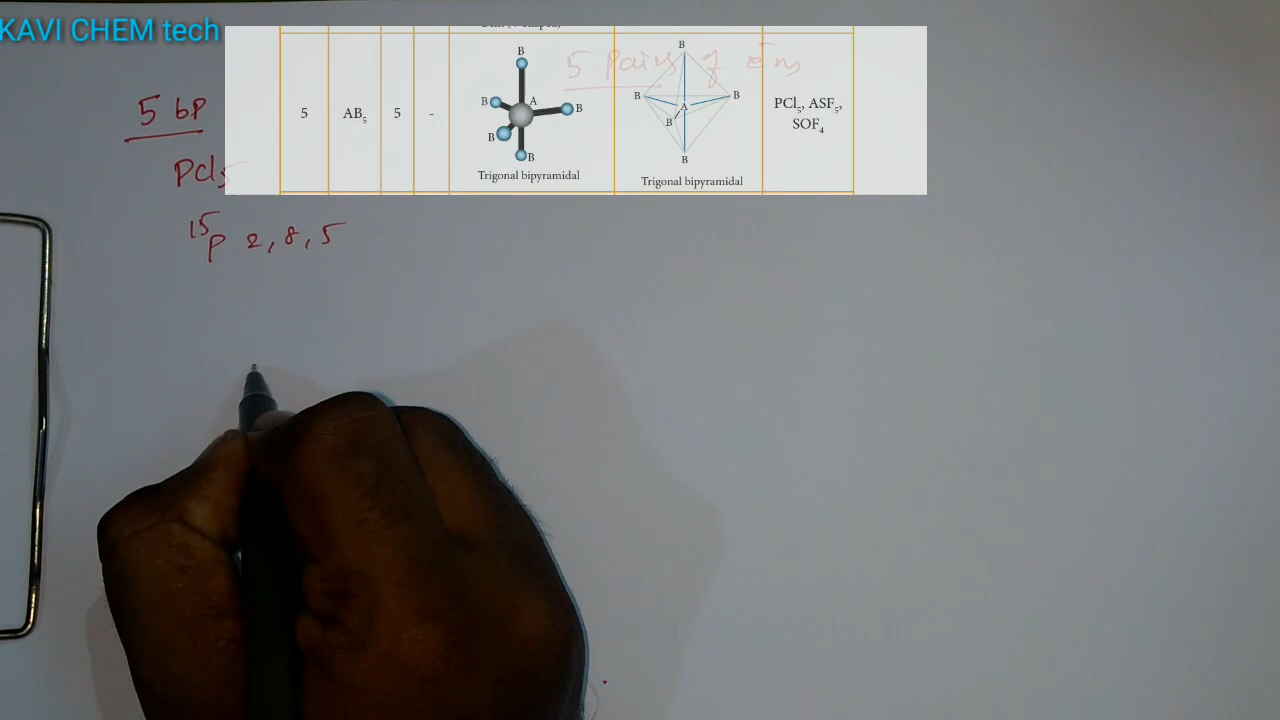 KAVI CHEM tech
5 pairs of e̅ns
5 bp
PCl5
15P 2, 8, 5
5 AB5 5 -
B
B
A
B
B
B
Trigonal bipyramidal
B
B
A
B
B
B
Trigonal bipyramidal
PCl5, ASF5,
SOF4